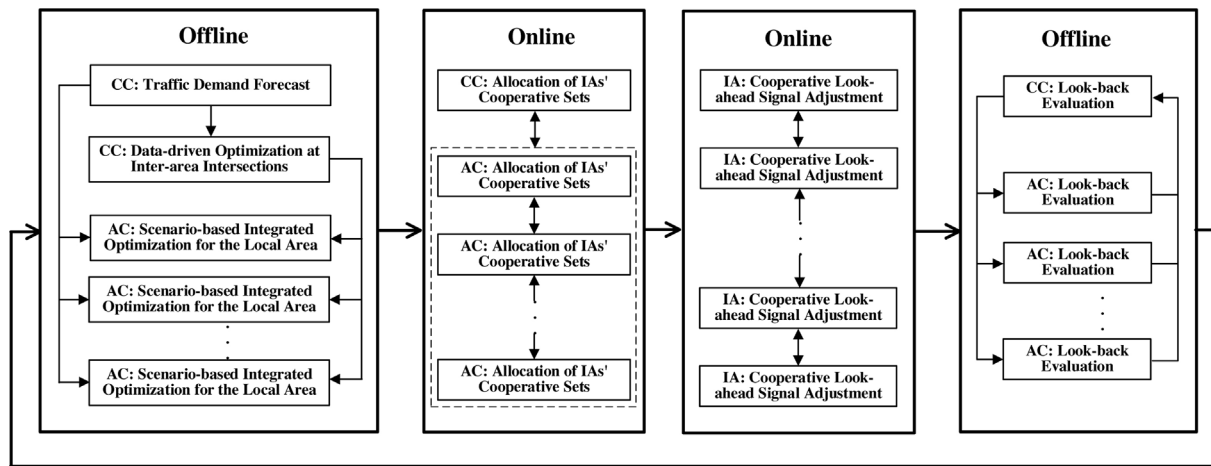 Offline
CC: Traffic Demand Forecast
CC: Data-driven Optimization at
Inter-area Intersections
AC: Scenario-based Integrated
Optimization for the Local Area
AC: Scenario-based Integrated
Optimization for the Local Area
AC: Scenario-based Integrated
Optimization for the Local Area
Online
CC: Allocation of IAs'
Cooperative Sets
AC: Allocation of IAs'
Cooperative Sets
AC: Allocation of IAs'
Cooperative Sets
AC: Allocation of IAs'
Cooperative Sets
Online
IA: Cooperative Look-
ahead Signal Adjustment
IA: Cooperative Look-
ahead Signal Adjustment
IA: Cooperative Look-
ahead Signal Adjustment
IA: Cooperative Look-
ahead Signal Adjustment
Offline
CC: Look-back
Evaluation
AC: Look-back
Evaluation
AC: Look-back
Evaluation
AC: Look-back
Evaluation